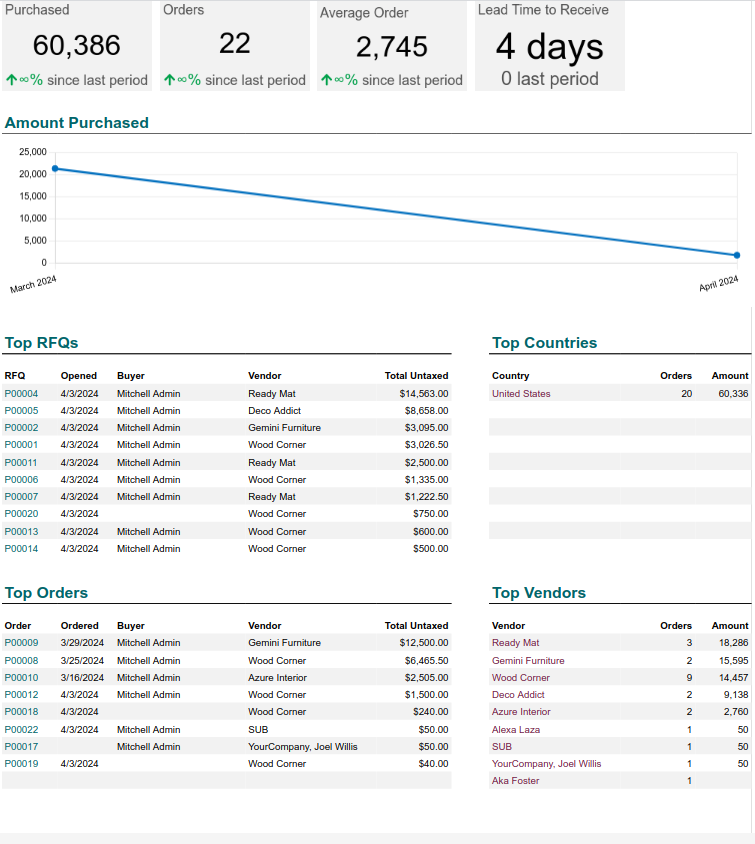 Purchased Orders Average Order Lead Time to Receive
60,386 22 2,745 4 days
↑∞% since last period ↑∞% since last period ↑∞% since last period 0 last period
Amount Purchased
25,000
20,000
15,000
10,000
5,000
0
March 2024 April 2024
Top RFQs
RFQ Opened Buyer Vendor Total Untaxed
P00004 4/3/2024 Mitchell Admin Ready Mat $14,563.00
P00005 4/3/2024 Mitchell Admin Deco Addict $8,658.00
P00002 4/3/2024 Mitchell Admin Gemini Furniture $3,095.00
P00001 4/3/2024 Mitchell Admin Wood Corner $3,026.50
P00011 4/3/2024 Mitchell Admin Ready Mat $2,500.00
P00006 4/3/2024 Mitchell Admin Wood Corner $1,335.00
P00007 4/3/2024 Mitchell Admin Ready Mat $1,222.50
P00020 4/3/2024 Wood Corner $750.00
P00013 4/3/2024 Mitchell Admin Wood Corner $600.00
P00014 4/3/2024 Mitchell Admin Wood Corner $500.00
Top Countries
Country Orders Amount
United States 20 60,336
Top Orders
Order Ordered Buyer Vendor Total Untaxed
P00009 3/29/2024 Mitchell Admin Gemini Furniture $12,500.00
P00008 3/25/2024 Mitchell Admin Wood Corner $6,465.50
P00010 3/16/2024 Mitchell Admin Azure Interior $2,505.00
P00012 4/3/2024 Mitchell Admin Wood Corner $1,500.00
P00018 4/3/2024 Wood Corner $240.00
P00022 4/3/2024 Mitchell Admin SUB $50.00
P00017 Mitchell Admin YourCompany, Joel Willis $50.00
P00019 4/3/2024 Wood Corner $40.00
Top Vendors
Vendor Orders Amount
Ready Mat 3 18,286
Gemini Furniture 2 15,595
Wood Corner 9 14,457
Deco Addict 2 9,138
Azure Interior 2 2,760
Alexa Laza 1 50
SUB 1 50
YourCompany, Joel Willis 1 50
Aka Foster 1